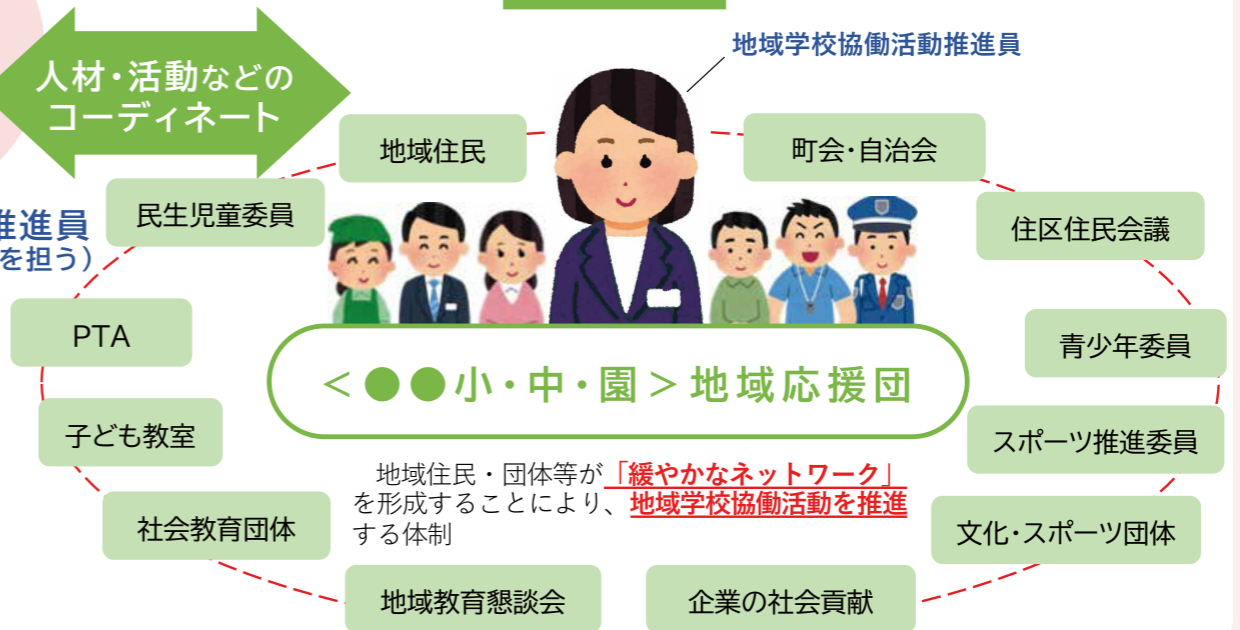 地域学校協働活動推進員
人材・活動などの
コーディネート
地域住民
町会・自治会
民生児童委員
推進員
を担う）
住区住民会議
PTA
青少年委員
＜●●小・中・園＞地域応援団
子ども教室
スポーツ推進委員
地域住民・団体等が「緩やかなネットワーク」
を形成することにより、地域学校協働活動を推進
する体制
社会教育団体
文化・スポーツ団体
地域教育懇談会
企業の社会貢献